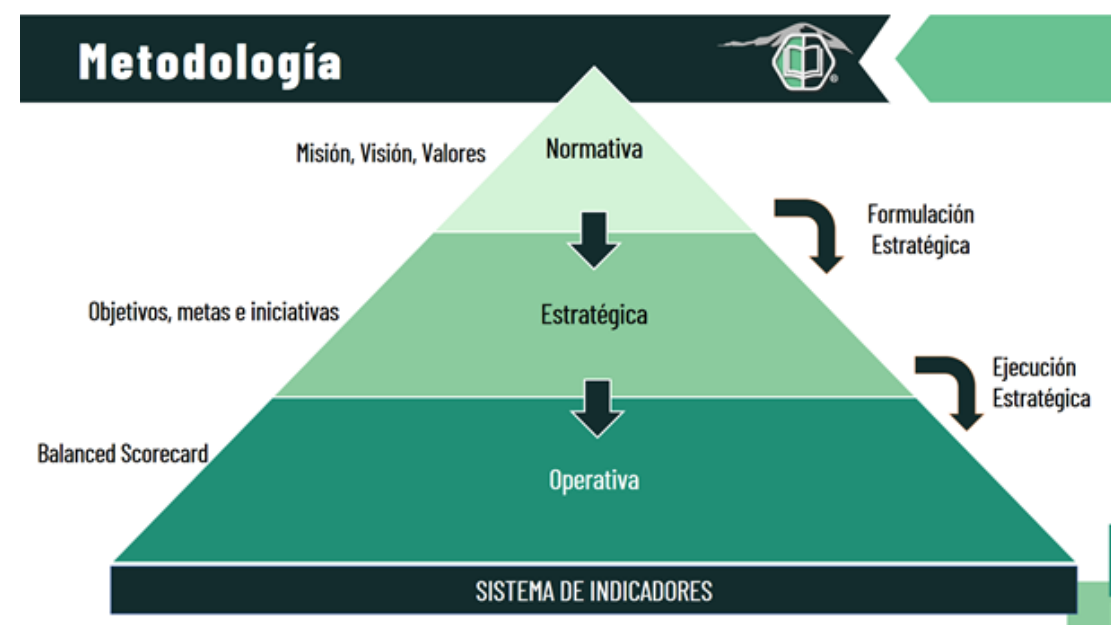 Metodología
Misión, Visión, Valores
Normativa
Formulación
Estratégica
Objetivos, metas e iniciativas
Estratégica
Ejecución
Estratégica
Balanced Scorecard
Operativa
SISTEMA DE INDICADORES
®